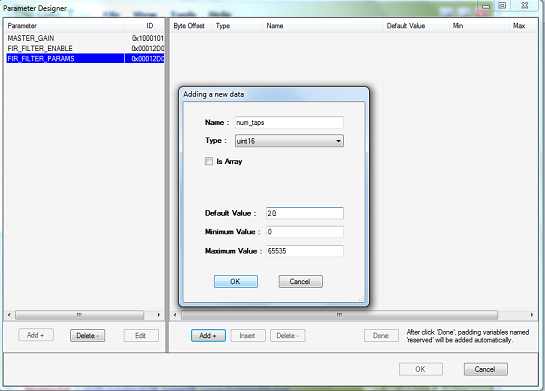 Parameter Designer
Parameter ID
Byte Offset Type Name Default Value Min Max
MASTER_GAIN 0x1000101
FIR_FILTER_ENABLE 0x00012D0
FIR_FILTER_PARAMS 0x00012D0
Adding a new data
Name : num_taps
Type : uint16
Is Array
Default Value : 20
Minimum Value : 0
Maximum Value : 65535
OK Cancel
Add + Delete - Edit
Add + Insert Delete - Done
After click 'Done', padding variables named
'reserved' will be added automatically.
OK Cancel